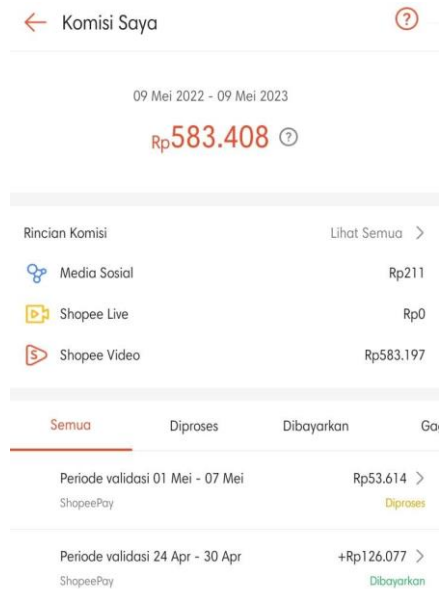 Komisi Saya
09 Mei 2022 - 09 Mei 2023
Rp583.408
Rincian Komisi Lihat Semua
Media Sosial Rp211
Shopee Live Rp0
Shopee Video Rp583.197
Semua Diproses Dibayarkan Ga
Periode validasi 01 Mei - 07 Mei Rp53.614
ShopeePay Diproses
Periode validasi 24 Apr - 30 Apr +Rp126.077
ShopeePay Dibayarkan